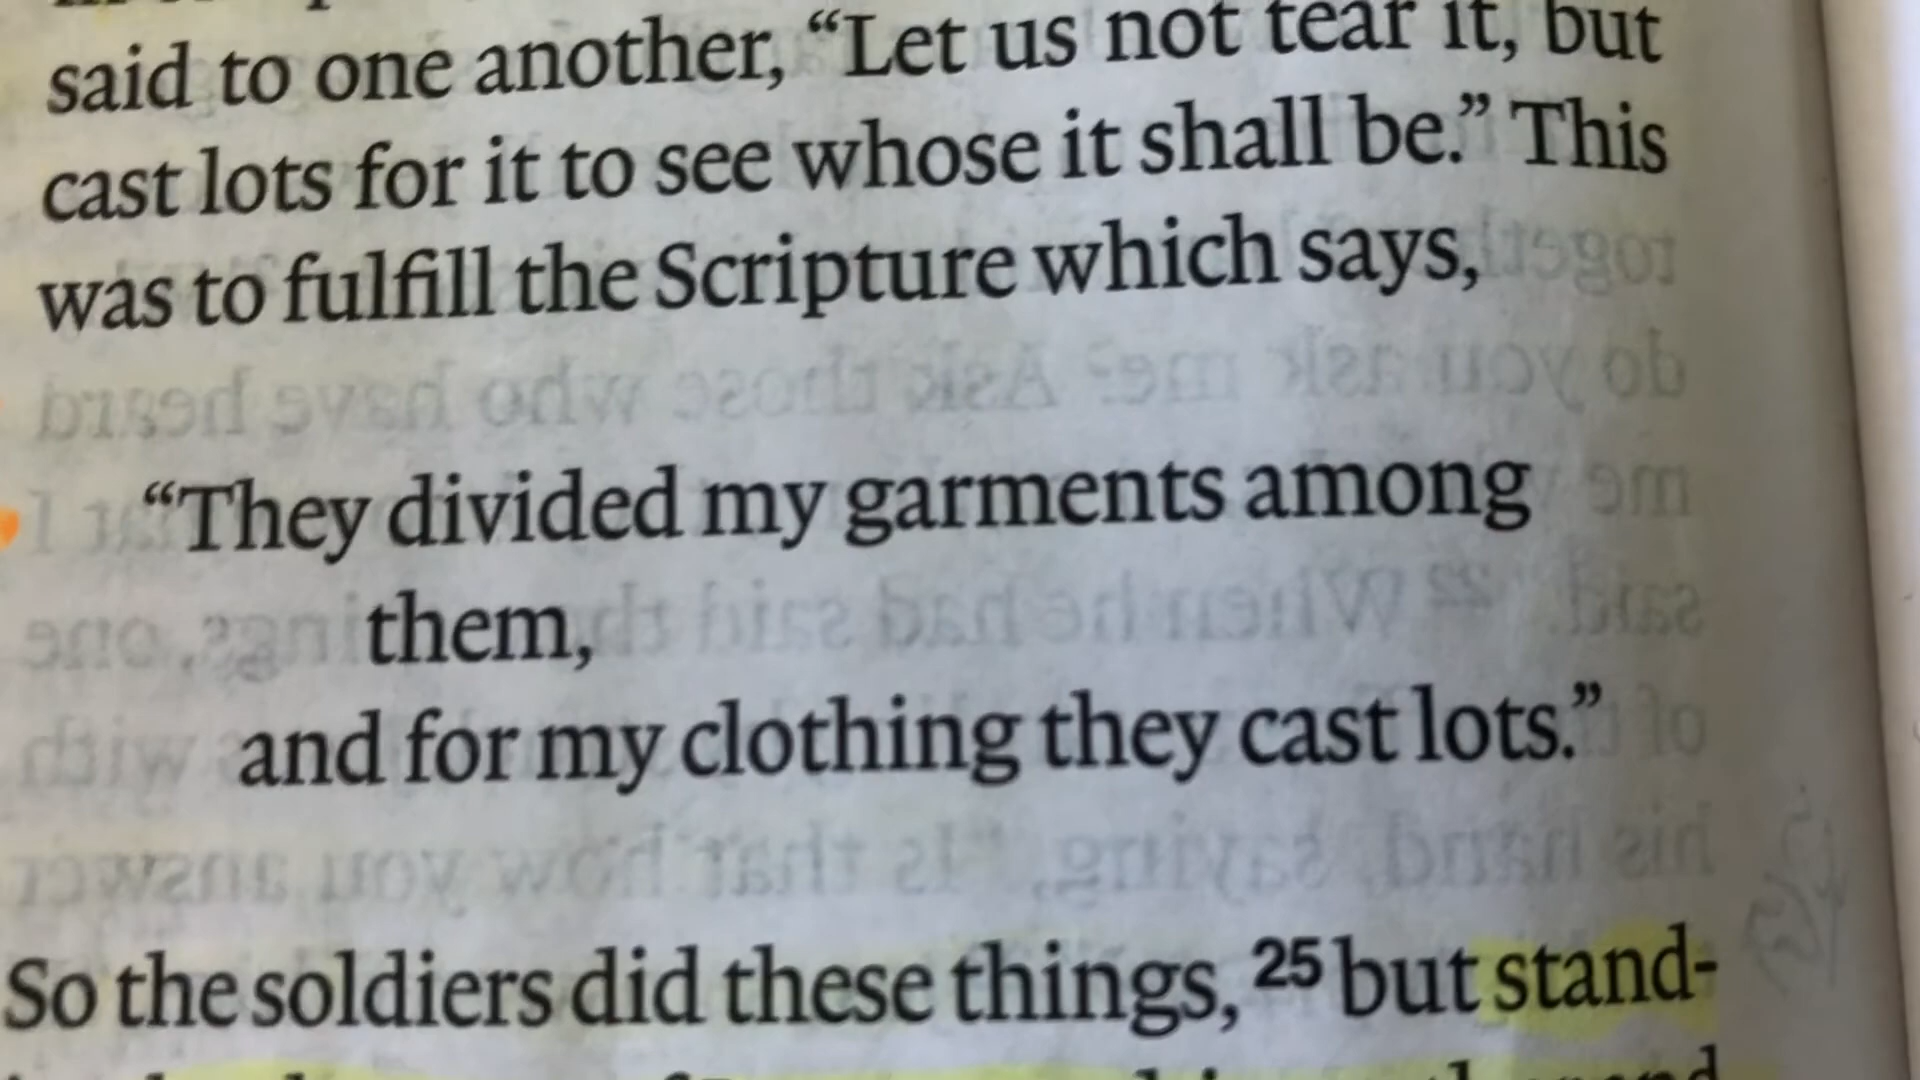 said to one another, “Let us not tear it, but
cast lots for it to see whose it shall be.” This
was to fulfill the Scripture which says,
“They divided my garments among
them,
and for my clothing they cast lots.”
So the soldiers did these things, 25 but stand-